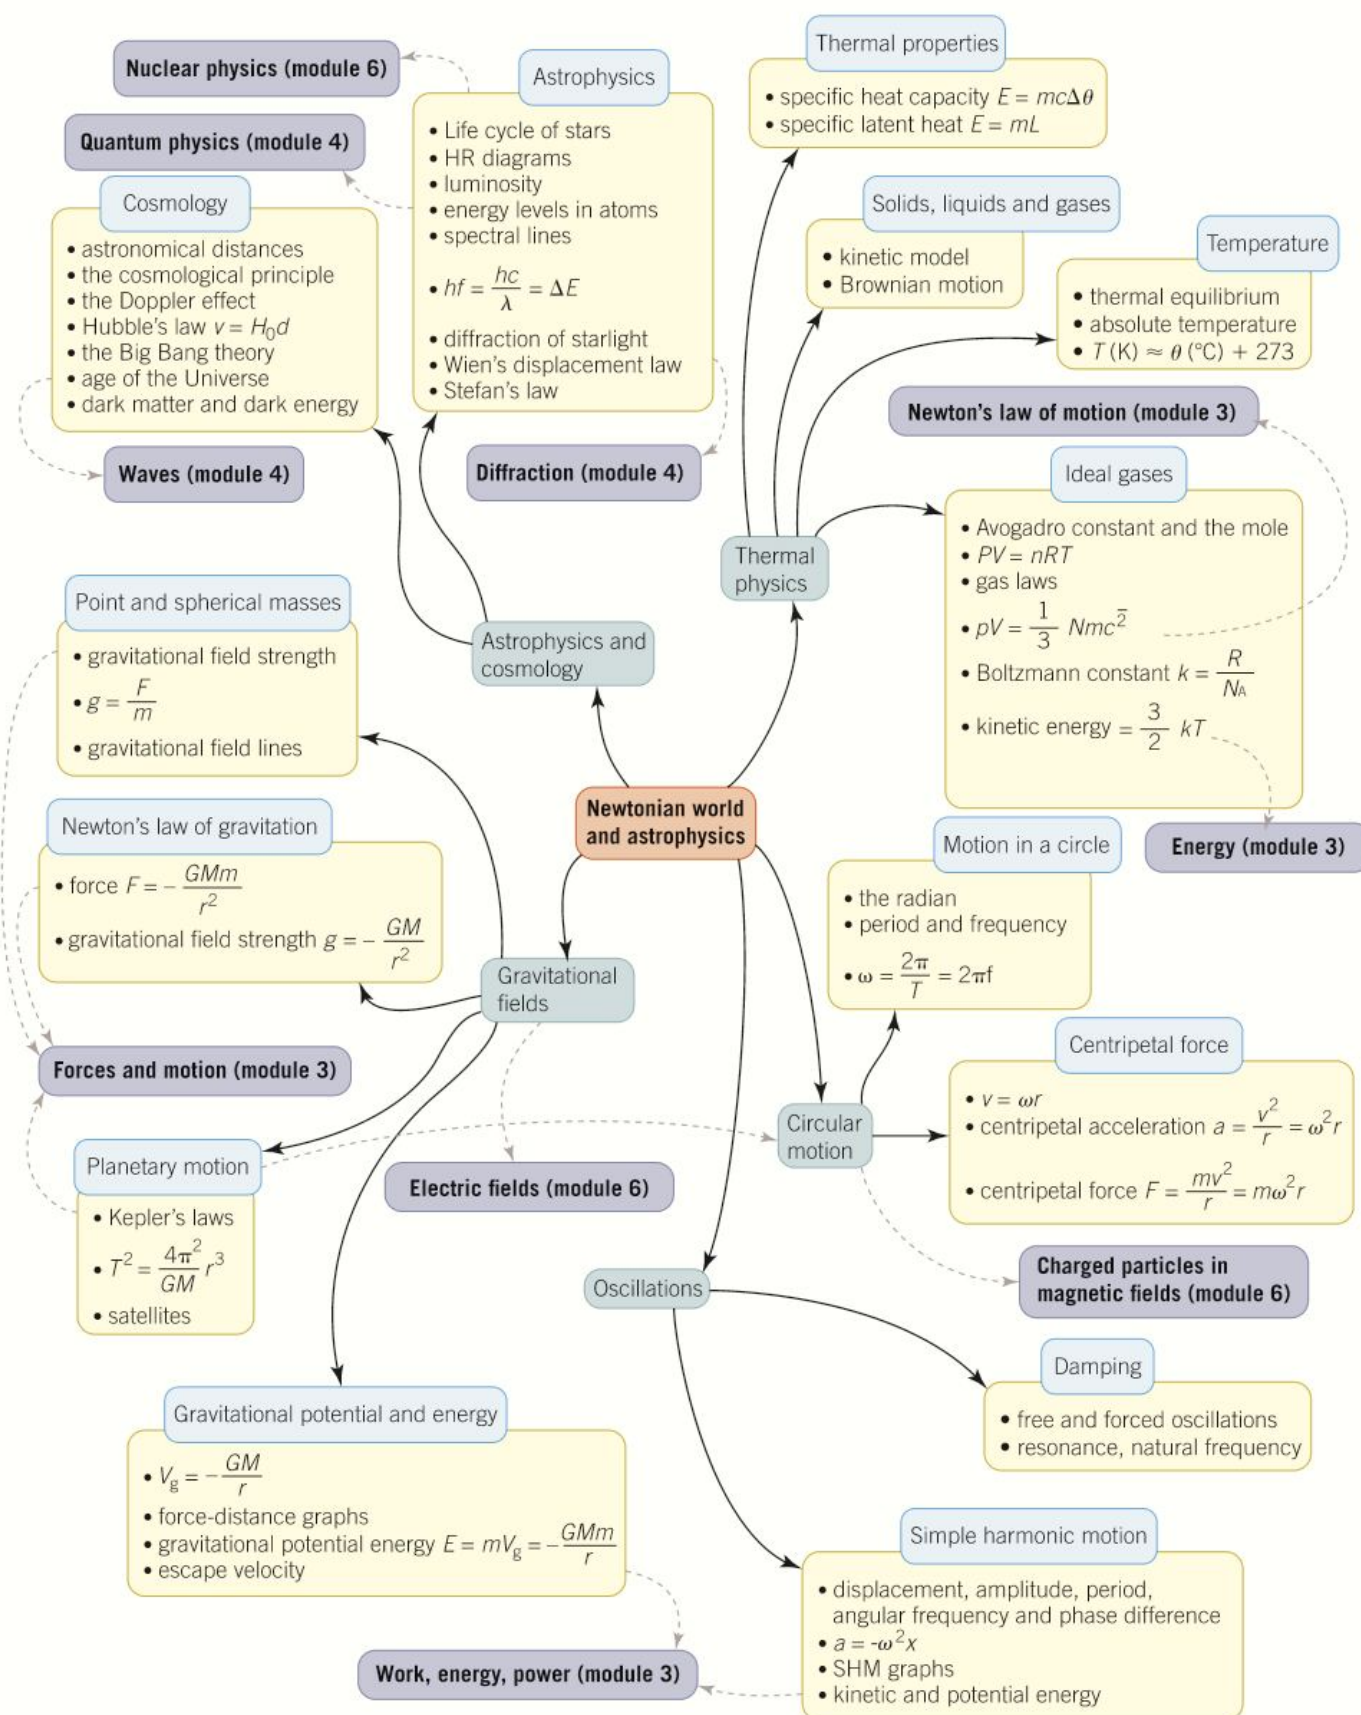 Thermal properties
• specific heat capacity E = mcΔθ
• specific latent heat E = mL
Nuclear physics (module 6)
Astrophysics
• Life cycle of stars
• HR diagrams
• luminosity
• energy levels in atoms
• spectral lines
• hf = hc/λ = ΔE
• diffraction of starlight
• Wien's displacement law
• Stefan's law
Quantum physics (module 4)
Cosmology
• astronomical distances
• the cosmological principle
• the Doppler effect
• Hubble's law v = H₀d
• the Big Bang theory
• age of the Universe
• dark matter and dark energy
Solids, liquids and gases
• kinetic model
• Brownian motion
Temperature
• thermal equilibrium
• absolute temperature
• T (K) ≈ θ (°C) + 273
Newton's law of motion (module 3)
Waves (module 4)
Diffraction (module 4)
Ideal gases
• Avogadro constant and the mole
• PV = nRT
• gas laws
• pV = 1/3 Nmc̅²
• Boltzmann constant k = R/NA
• kinetic energy = 3/2 kT
Thermal
physics
Astrophysics and
cosmology
Point and spherical masses
• gravitational field strength
• g = F/m
• gravitational field lines
Newtonian world
and astrophysics
Newton's law of gravitation
• force F = − GMm/r²
• gravitational field strength g = − GM/r²
Energy (module 3)
Motion in a circle
• the radian
• period and frequency
• ω = 2π/T = 2πf
Gravitational
fields
Forces and motion (module 3)
Centripetal force
• v = ωr
• centripetal acceleration a = v²/r = ω²r
• centripetal force F = mv²/r = mω²r
Circular
motion
Planetary motion
• Kepler's laws
• T² = 4π²/GM r³
• satellites
Electric fields (module 6)
Charged particles in
magnetic fields (module 6)
Oscillations
Damping
• free and forced oscillations
• resonance, natural frequency
Gravitational potential and energy
• Vg = − GM/r
• force-distance graphs
• gravitational potential energy E = mVg = − GMm/r
• escape velocity
Simple harmonic motion
• displacement, amplitude, period,
angular frequency and phase difference
• a = -ω²x
• SHM graphs
• kinetic and potential energy
Work, energy, power (module 3)